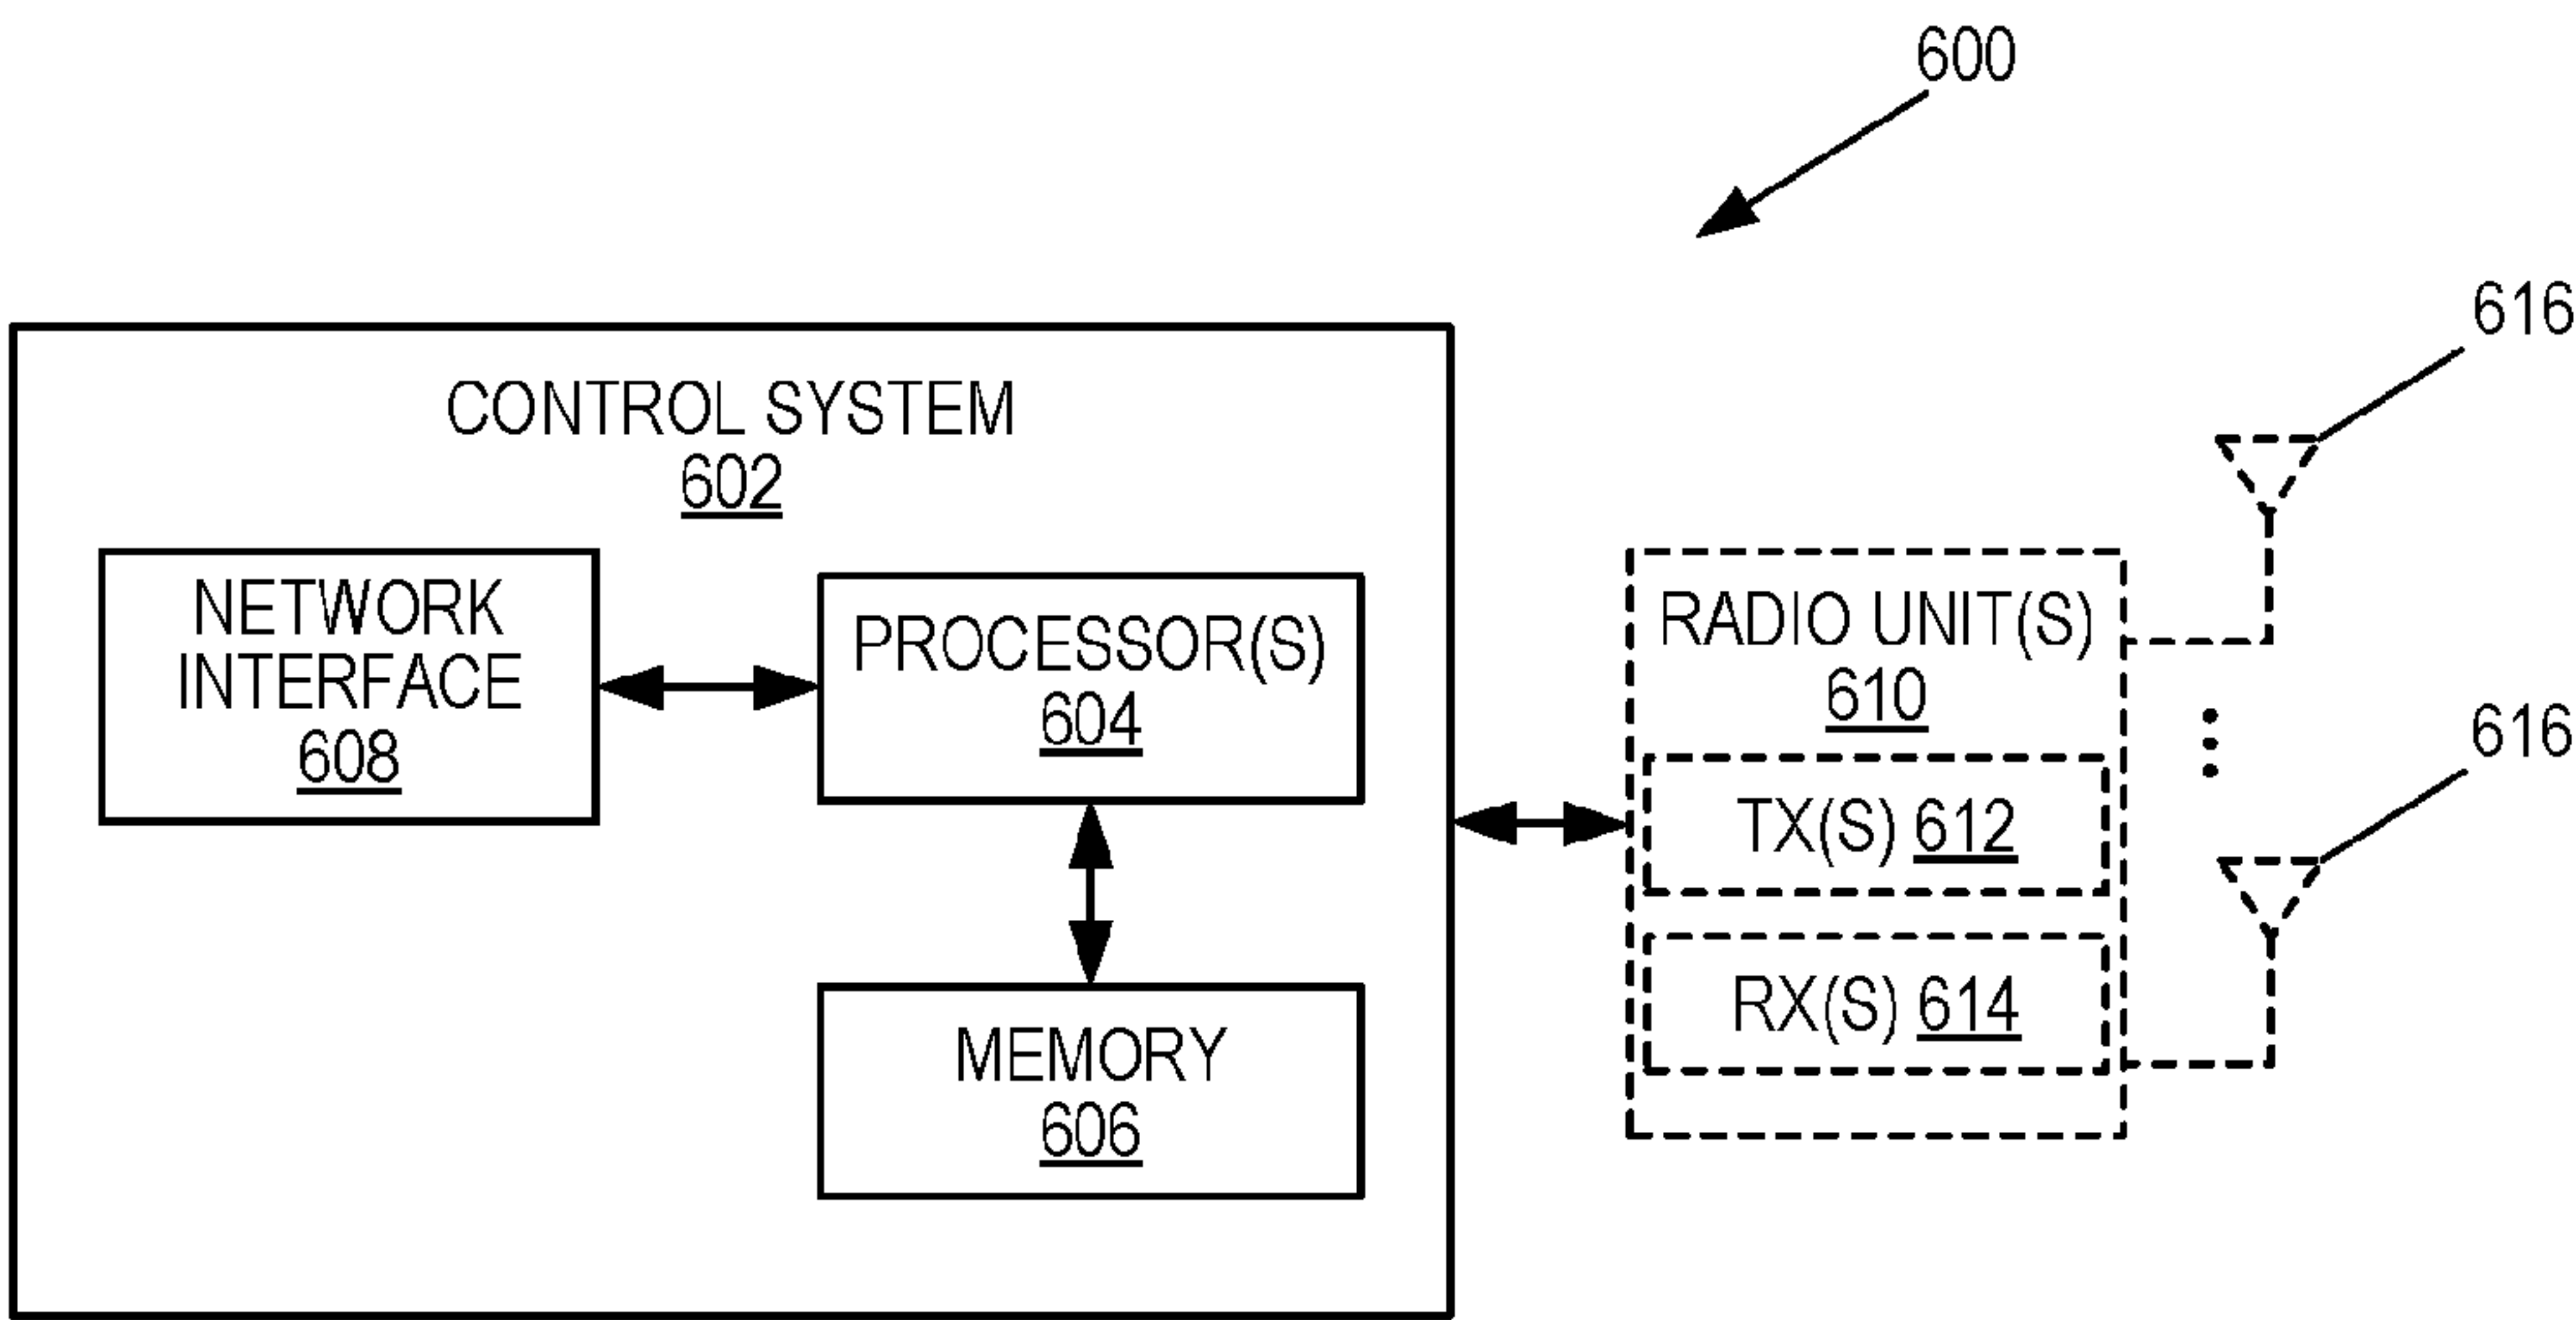 600
616
CONTROL SYSTEM
602
NETWORK
INTERFACE
608
PROCESSOR(S)
604
MEMORY
606
RADIO UNIT(S)
610
TX(S) 612
RX(S) 614
616